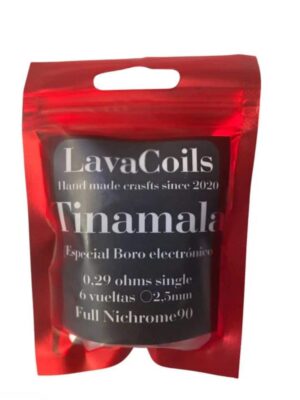 LavaCoils
Hand made crasfts since 2020
Tinamala
Especial Boro electrónico
0,29 ohms single
6 vueltas ○2.5mm
Full Nichrome90